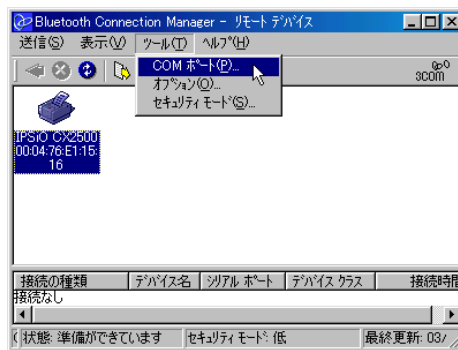 Bluetooth Connection Manager - リモート デバイス
送信(S) 表示(V) ツール(T) ヘルプ(H)
COM ポート(P)...
オプション(O)...
セキュリティ モード(S)...
3COM
IPSiO CX2500
00:04:76:E1:15:
16
接続の種類 デバイス名 シリアル ポート デバイス クラス 接続時間
接続なし
状態: 準備ができています セキュリティ モード: 低 最終更新: 03/